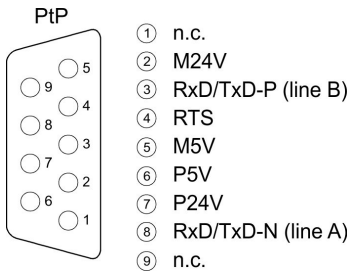 PtP
5
9
4
8
3
7
2
6
1
1 n.c.
2 M24V
3 RxD/TxD-P (line B)
4 RTS
5 M5V
6 P5V
7 P24V
8 RxD/TxD-N (line A)
9 n.c.